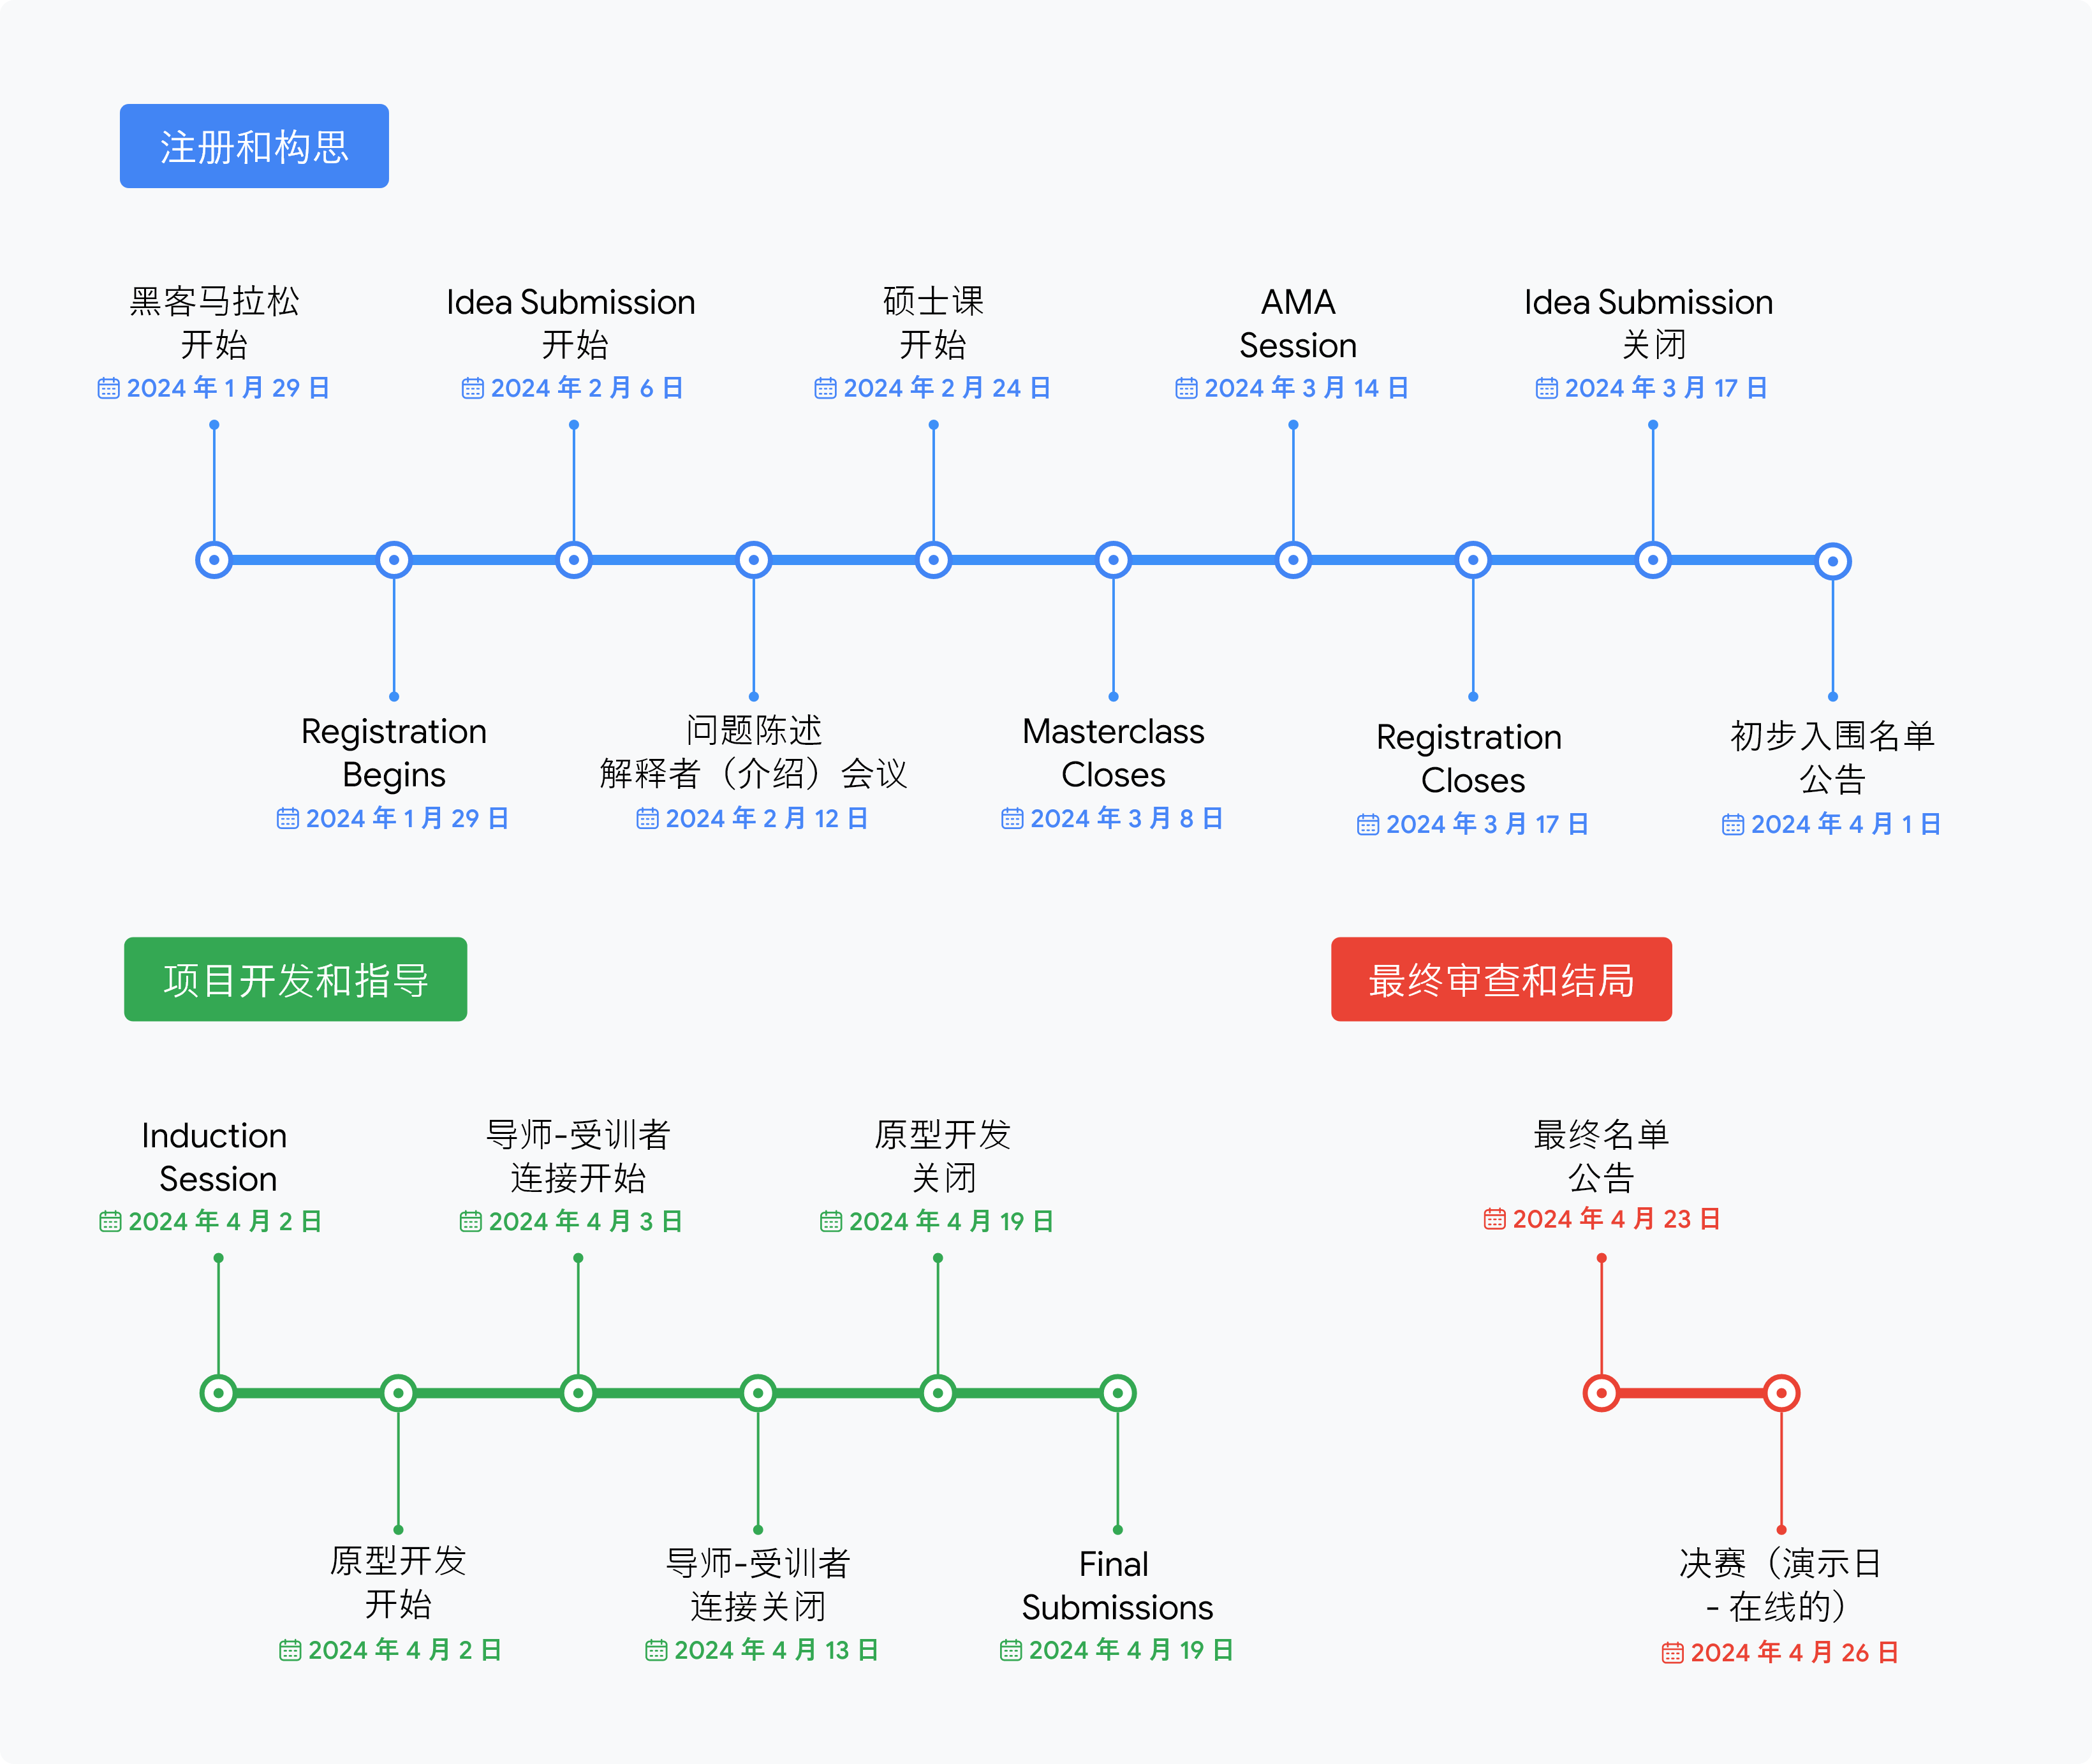 注册和构思
黑客马拉松
开始
2024 年 1 月 29 日
Idea Submission
开始
2024 年 2 月 6 日
硕士课
开始
2024 年 2 月 24 日
AMA
Session
2024 年 3 月 14 日
Idea Submission
关闭
2024 年 3 月 17 日
Registration
Begins
2024 年 1 月 29 日
问题陈述
解释者（介绍）会议
2024 年 2 月 12 日
Masterclass
Closes
2024 年 3 月 8 日
Registration
Closes
2024 年 3 月 17 日
初步入围名单
公告
2024 年 4 月 1 日
项目开发和指导
Induction
Session
2024 年 4 月 2 日
导师-受训者
连接开始
2024 年 4 月 3 日
原型开发
关闭
2024 年 4 月 19 日
原型开发
开始
2024 年 4 月 2 日
导师-受训者
连接关闭
2024 年 4 月 13 日
Final
Submissions
2024 年 4 月 19 日
最终审查和结局
最终名单
公告
2024 年 4 月 23 日
决赛（演示日
- 在线的）
2024 年 4 月 26 日